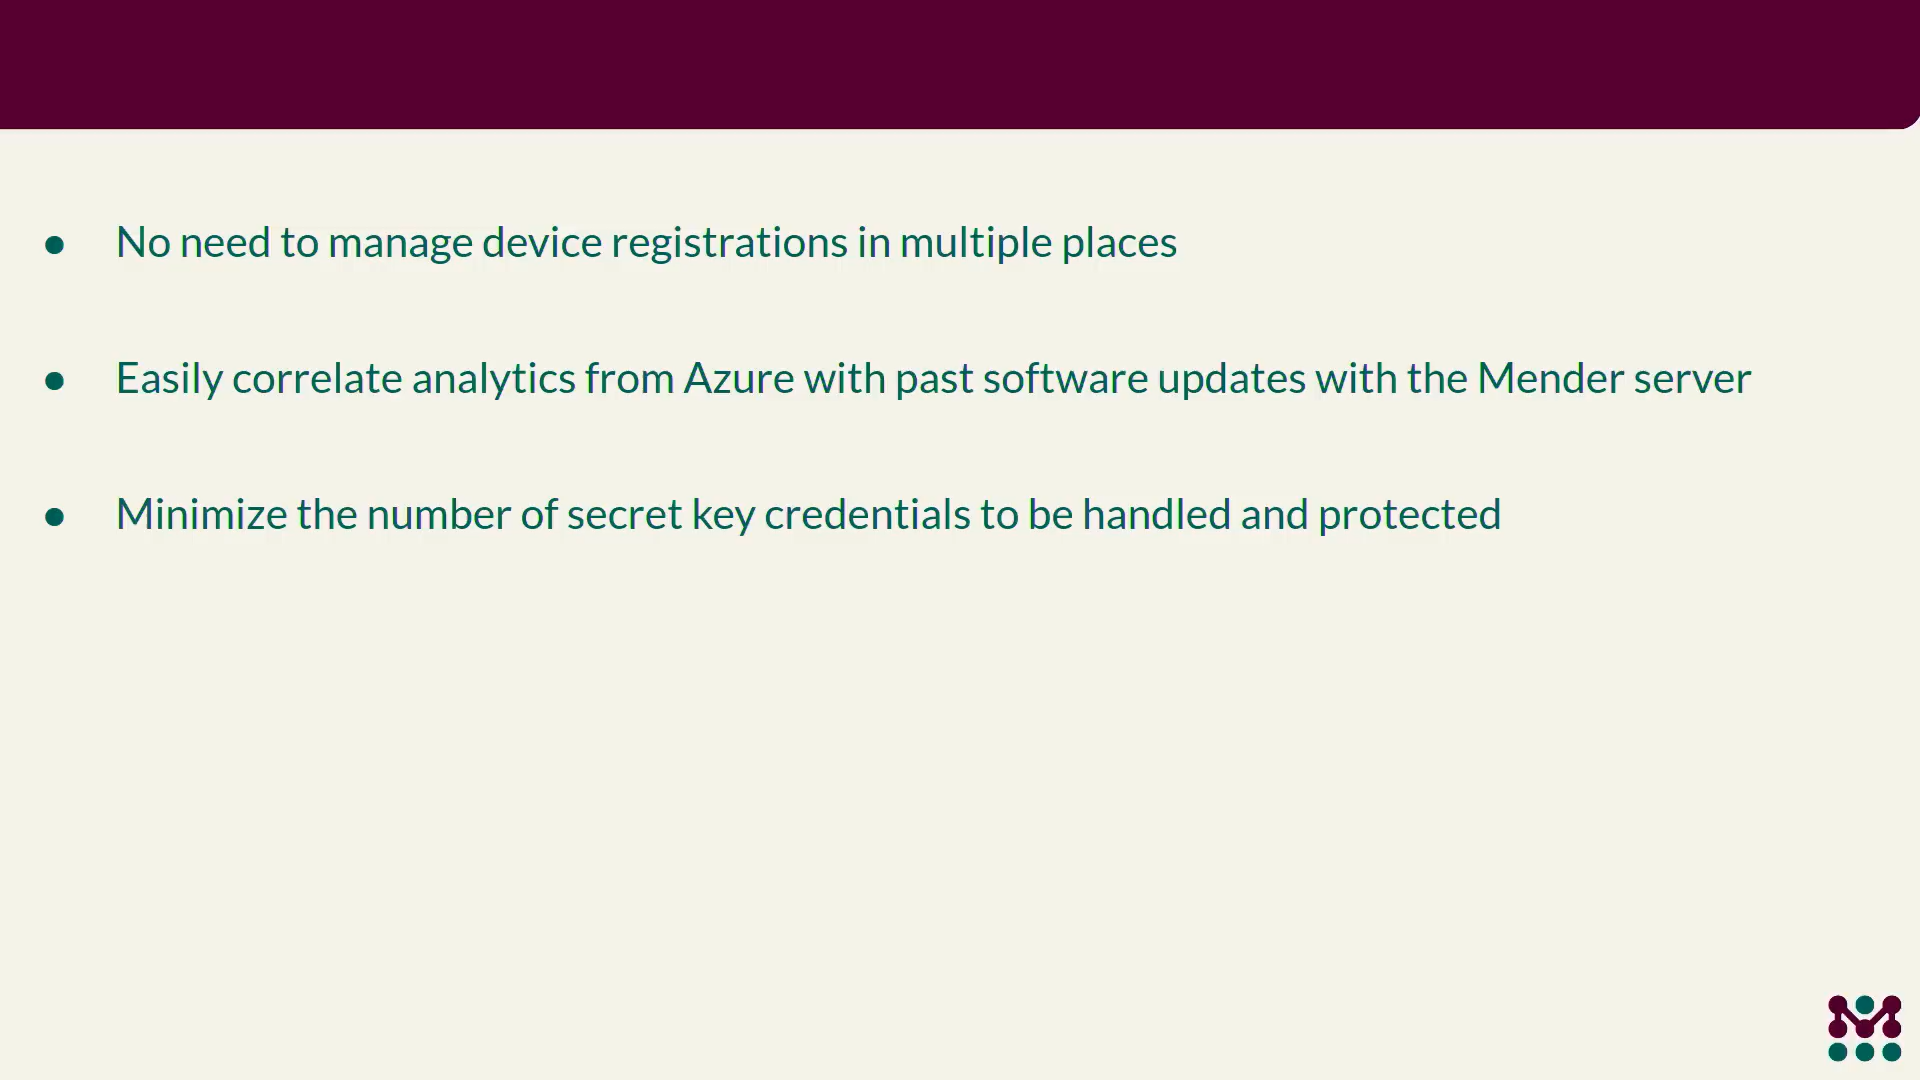 ● No need to manage device registrations in multiple places
● Easily correlate analytics from Azure with past software updates with the Mender server
● Minimize the number of secret key credentials to be handled and protected